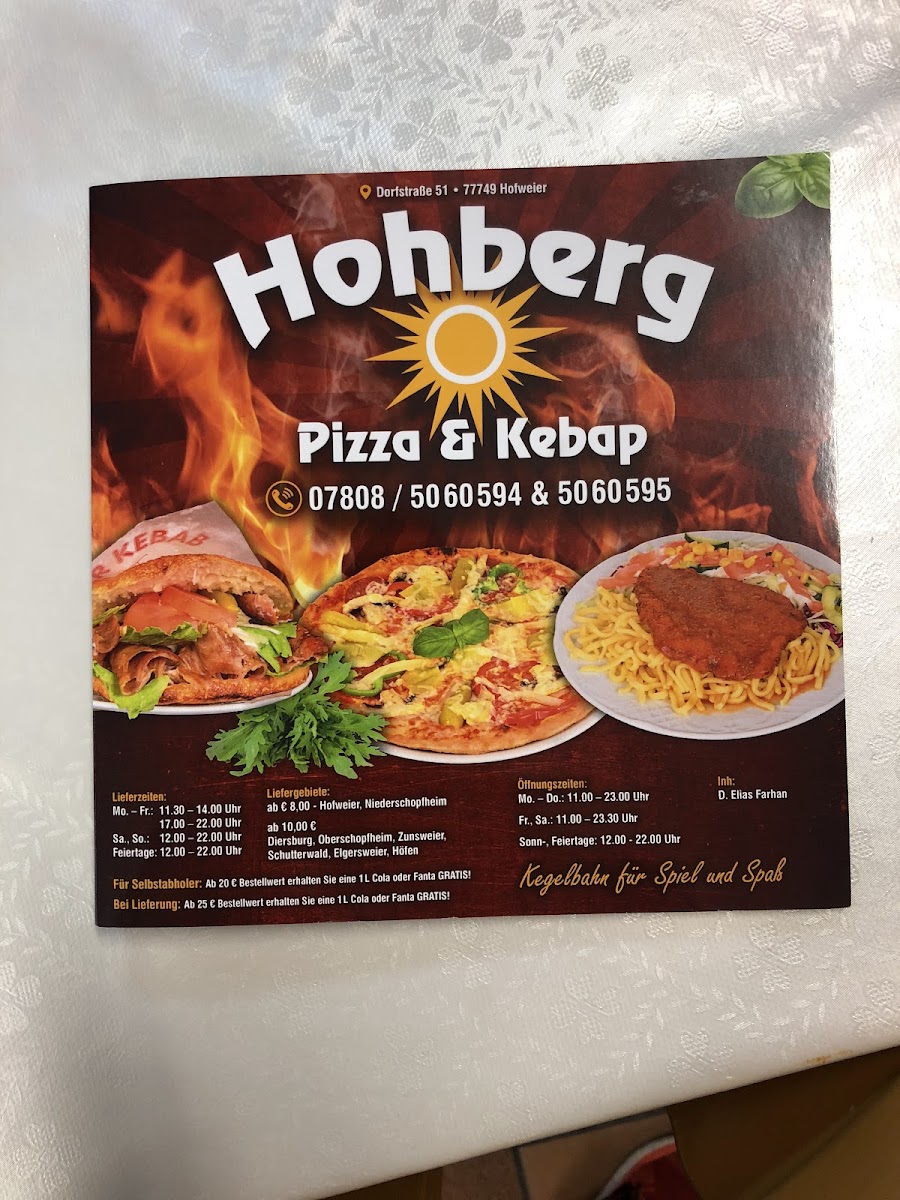 Dorfstraße 51 • 77749 Hofweier
Hohberg
Pizza & Kebap
07808 / 5060594 & 5060595
KEBAB
Lieferzeiten:
Mo. – Fr.: 11.30 – 14.00 Uhr
17.00 – 22.00 Uhr
Sa., So.: 12.00 – 22.00 Uhr
Feiertage: 12.00 – 22.00 Uhr
Liefergebiete:
ab € 8,00 - Hofweier, Niederschopfheim
ab 10,00 €
Diersburg, Oberschopfheim, Zunsweier,
Schutterwald, Elgersweier, Höfen
Öffnungszeiten:
Mo. – Do.: 11.00 – 23.00 Uhr
Fr., Sa.: 11.00 – 23.30 Uhr
Sonn-, Feiertage: 12.00 - 22.00 Uhr
Inh:
D. Elias Farhan
Kegelbahn für Spiel und Spaß
Für Selbstabholer: Ab 20 € Bestellwert erhalten Sie eine 1 L Cola oder Fanta GRATIS!
Bei Lieferung: Ab 25 € Bestellwert erhalten Sie eine 1 L Cola oder Fanta GRATIS!